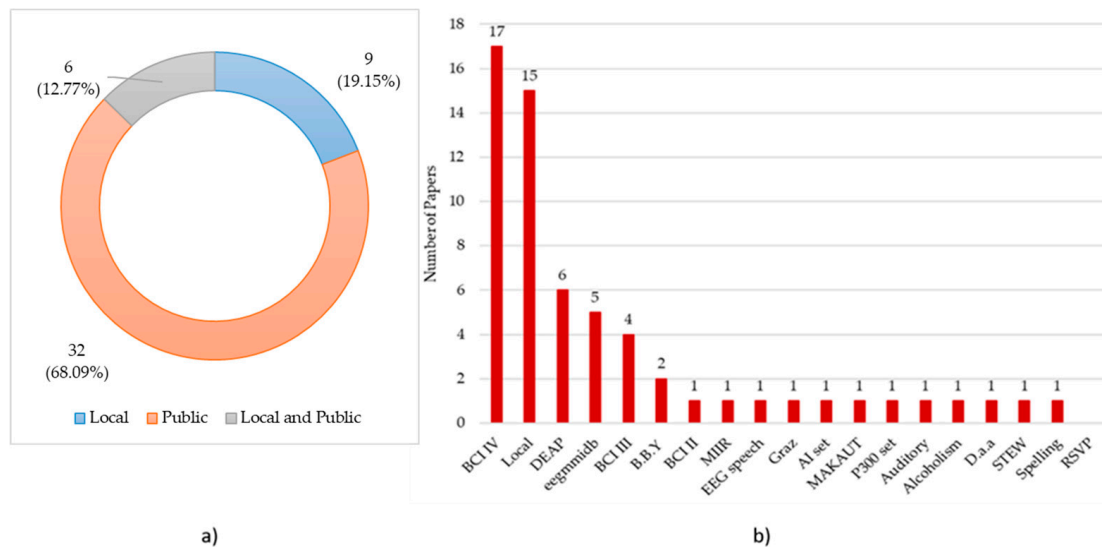 6
(12.77%)
9
(19.15%)
32
(68.09%)
Local Public Local and Public
a)
Number of Papers
18
16
14
12
10
8
6
4
2
0
17
15
6
5
4
2
1
1
1
1
1
1
1
1
1
1
1
1
BCI IV
Local
DEAP
eegmmidb
BCI III
B.B.Y
BCI II
MIIR
EEG speech
Graz
AI set
MAKAUT
P300 set
Auditory
Alcoholism
D.a.a
STEW
Spelling
RSVP
b)